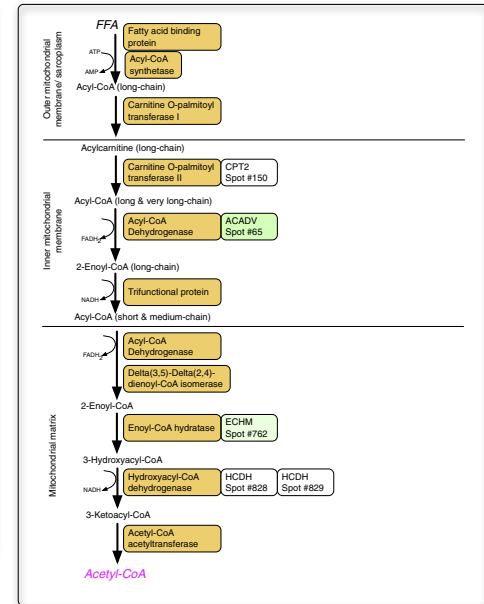 FFA
Fatty acid binding
protein
ATP
AMP
Acyl-CoA
synthetase
Acyl-CoA (long-chain)
Carnitine O-palmitoyl
transferase I
Outer mitochondrial
membrane/ sarcoplasm
Acylcarnitine (long-chain)
Carnitine O-palmitoyl
transferase II
CPT2
Spot #150
Acyl-CoA (long & very long-chain)
Acyl-CoA
Dehydrogenase
ACADV
Spot #65
FADH2
2-Enoyl-CoA (long-chain)
Trifunctional protein
NADH
Acyl-CoA (short & medium-chain)
Inner mitochondrial
membrane
Acyl-CoA
Dehydrogenase
FADH2
Delta(3,5)-Delta(2,4)-
dienoyl-CoA isomerase
2-Enoyl-CoA
Enoyl-CoA hydratase
ECHM
Spot #762
3-Hydroxyacyl-CoA
Hydroxyacyl-CoA
dehydrogenase
HCDH
Spot #828
HCDH
Spot #829
NADH
3-Ketoacyl-CoA
Acetyl-CoA
acetyltransferase
Acetyl-CoA
Mitochondrial matrix